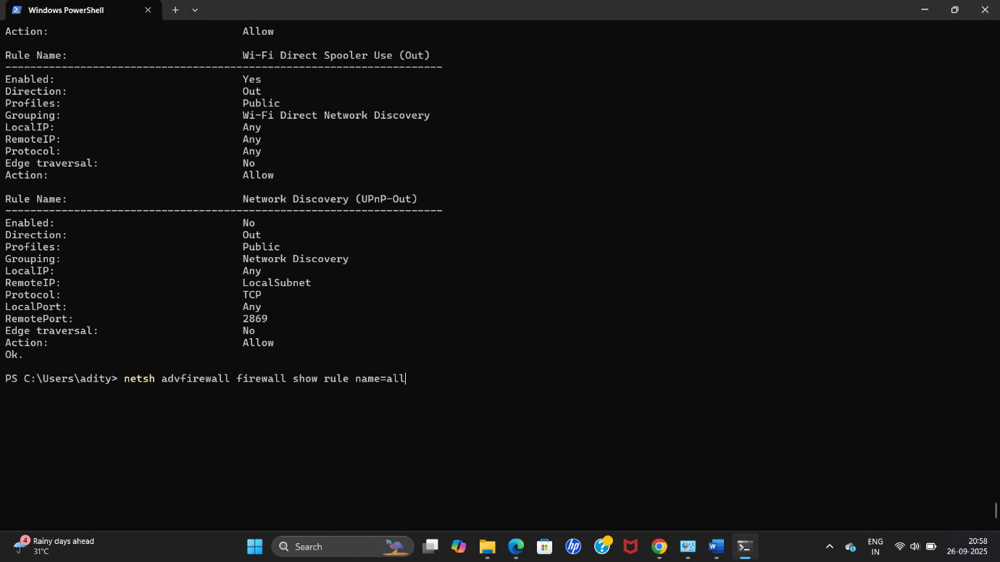 Windows PowerShell
Action: Allow
Rule Name: Wi-Fi Direct Spooler Use (Out)
----------------------------------------------------------------------
Enabled: Yes
Direction: Out
Profiles: Public
Grouping: Wi-Fi Direct Network Discovery
LocalIP: Any
RemoteIP: Any
Protocol: Any
Edge traversal: No
Action: Allow
Rule Name: Network Discovery (UPnP-Out)
----------------------------------------------------------------------
Enabled: No
Direction: Out
Profiles: Public
Grouping: Network Discovery
LocalIP: Any
RemoteIP: LocalSubnet
Protocol: TCP
LocalPort: Any
RemotePort: 2869
Edge traversal: No
Action: Allow
Ok.
PS C:\Users\adity> netsh advfirewall firewall show rule name=all
4
Rainy days ahead
31°C
Search
hp
?
W
ENG
IN
20:58
26-09-2025